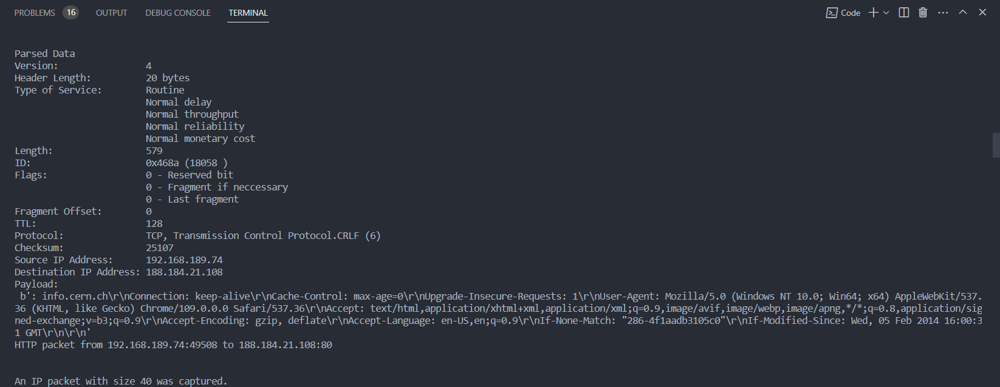 PROBLEMS 16 OUTPUT DEBUG CONSOLE TERMINAL Code
Parsed Data
Version: 4
Header Length: 20 bytes
Type of Service: Routine
Normal delay
Normal throughput
Normal reliability
Normal monetary cost
Length: 579
ID: 0x468a (18058 )
Flags: 0 - Reserved bit
0 - Fragment if neccessary
0 - Last fragment
Fragment Offset: 0
TTL: 128
Protocol: TCP, Transmission Control Protocol.CRLF (6)
Checksum: 25107
Source IP Address: 192.168.189.74
Destination IP Address: 188.184.21.108
Payload:
b': info.cern.ch\r\nConnection: keep-alive\r\nCache-Control: max-age=0\r\nUpgrade-Insecure-Requests: 1\r\nUser-Agent: Mozilla/5.0 (Windows NT 10.0; Win64; x64) AppleWebKit/537.
36 (KHTML, like Gecko) Chrome/109.0.0.0 Safari/537.36\r\nAccept: text/html,application/xhtml+xml,application/xml;q=0.9,image/avif,image/webp,image/apng,*/*;q=0.8,application/sig
ned-exchange;v=b3;q=0.9\r\nAccept-Encoding: gzip, deflate\r\nAccept-Language: en-US,en;q=0.9\r\nIf-None-Match: "286-4f1aadb3105c0"\r\nIf-Modified-Since: Wed, 05 Feb 2014 16:00:3
1 GMT\r\n\r\n'
HTTP packet from 192.168.189.74:49508 to 188.184.21.108:80
An IP packet with size 40 was captured.